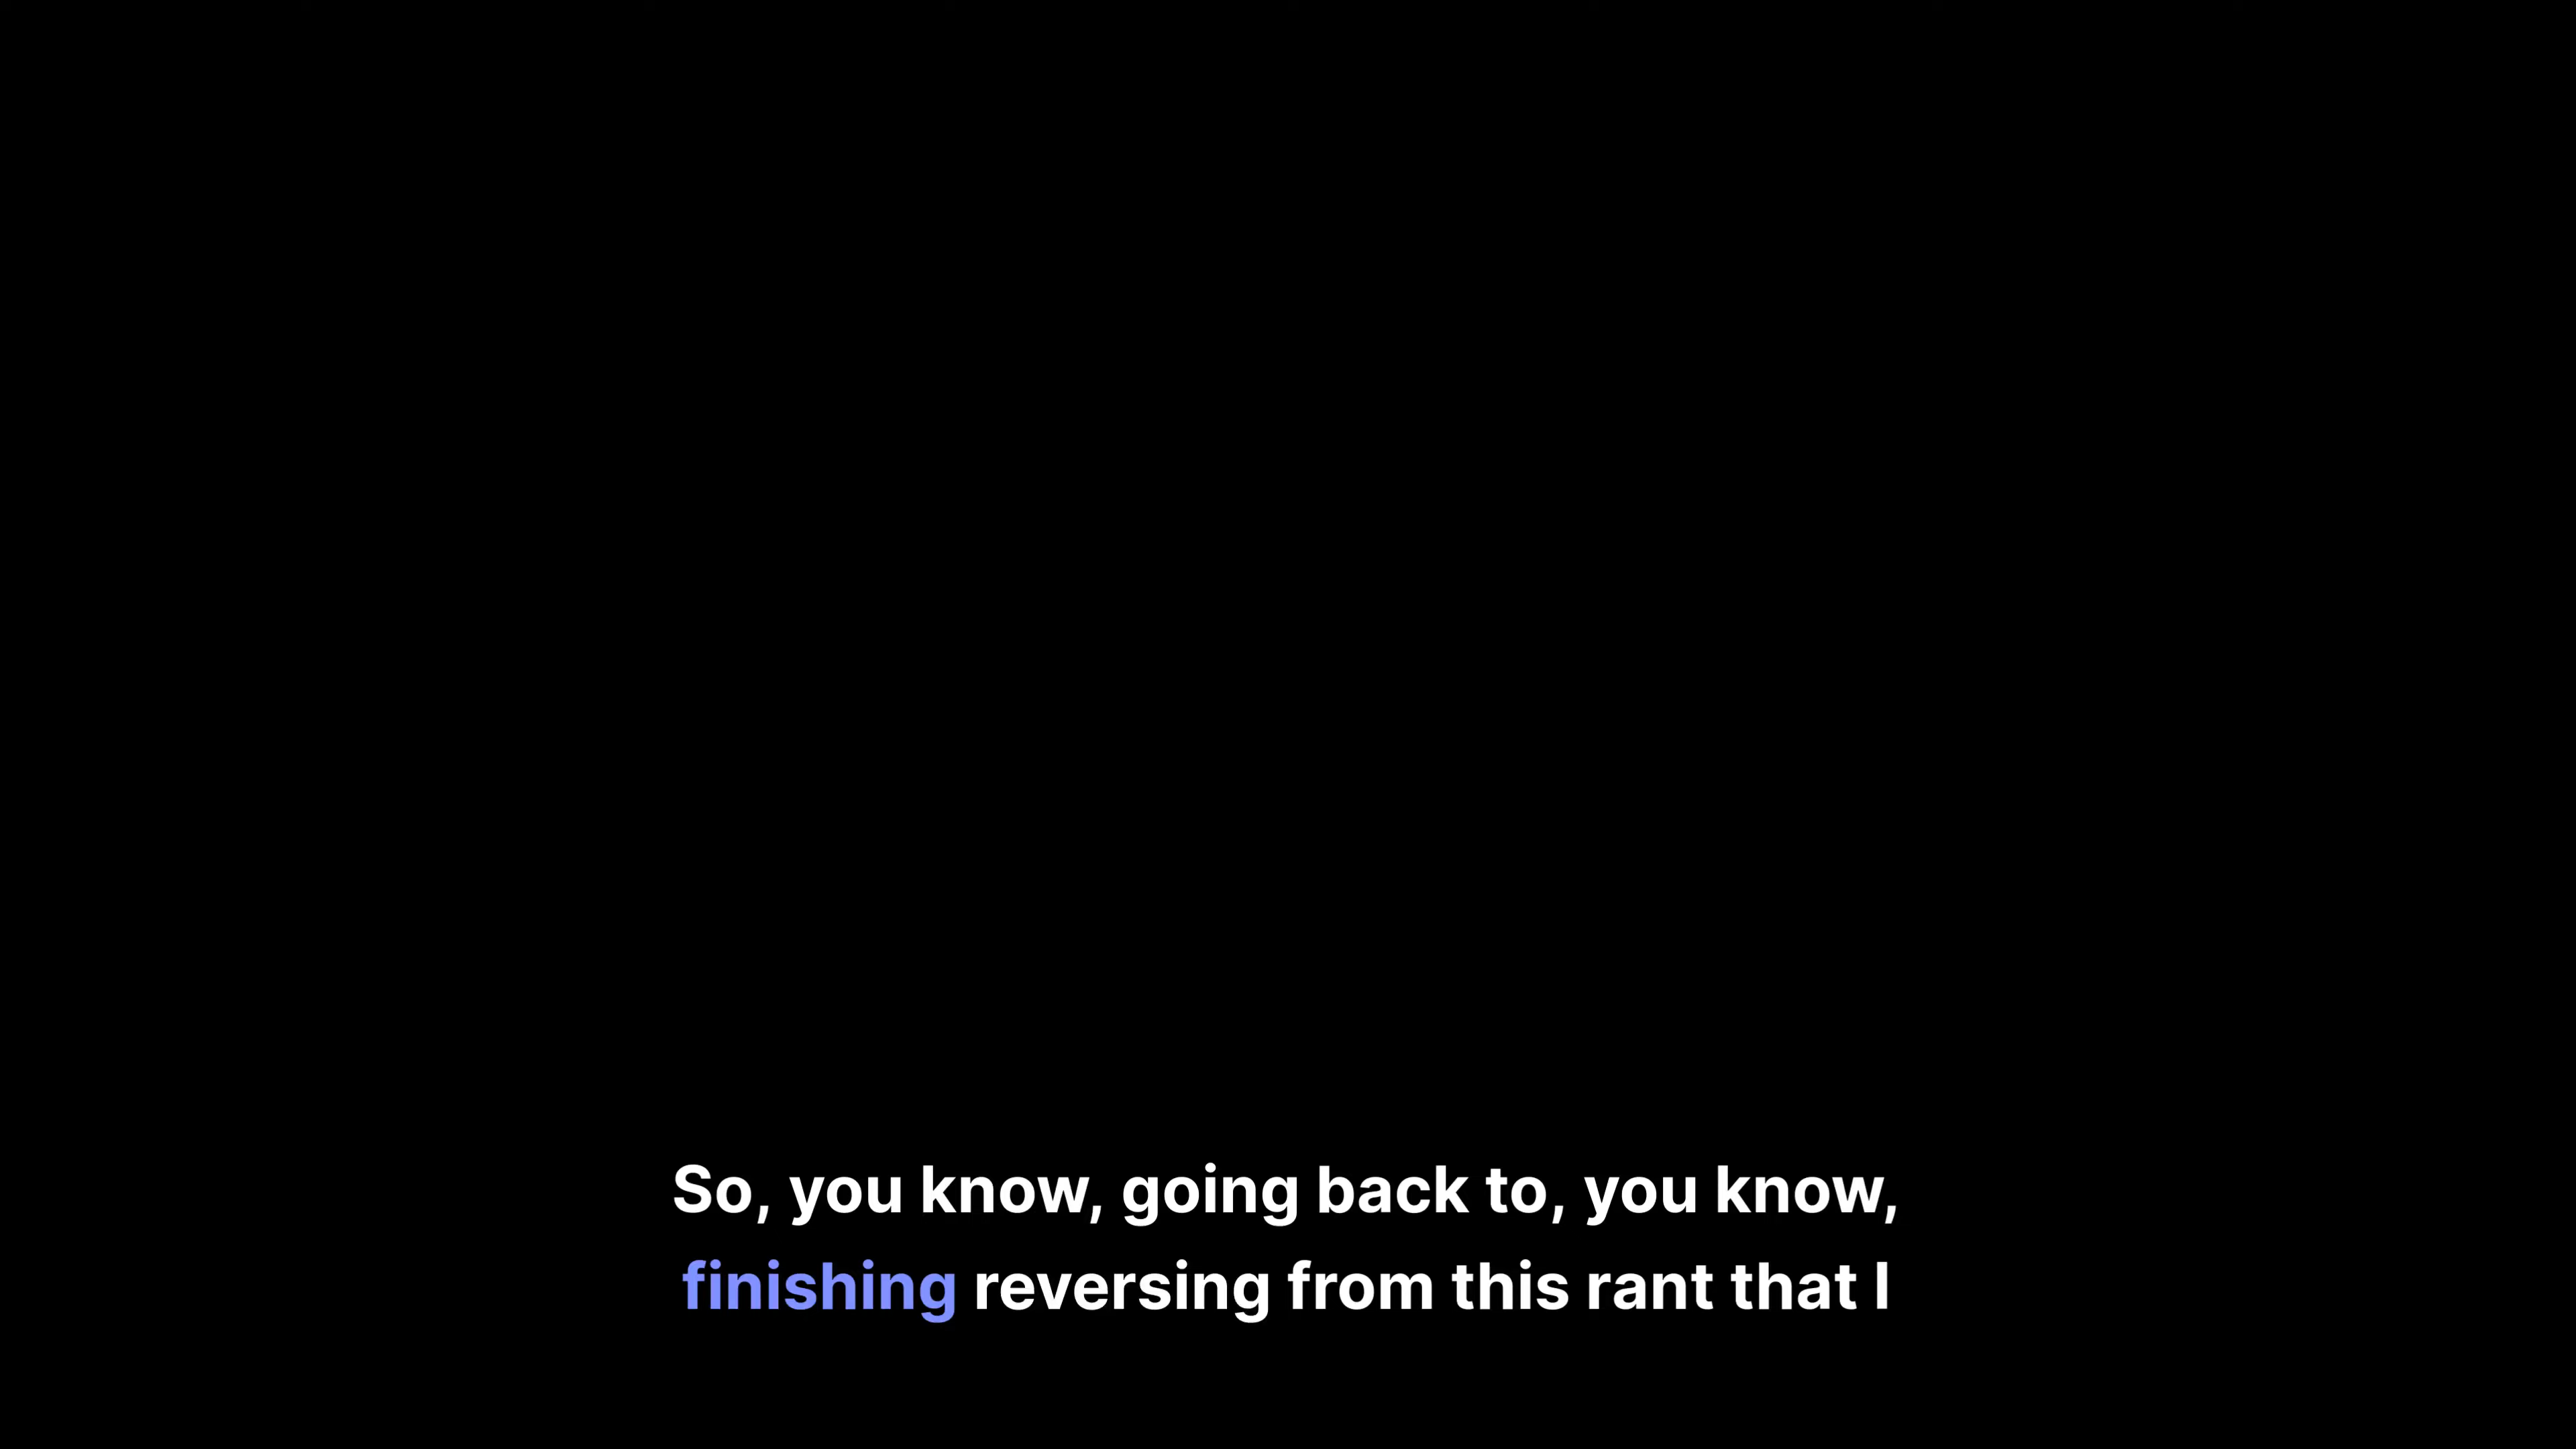 So, you know, going back to, you know,
finishing reversing from this rant that I